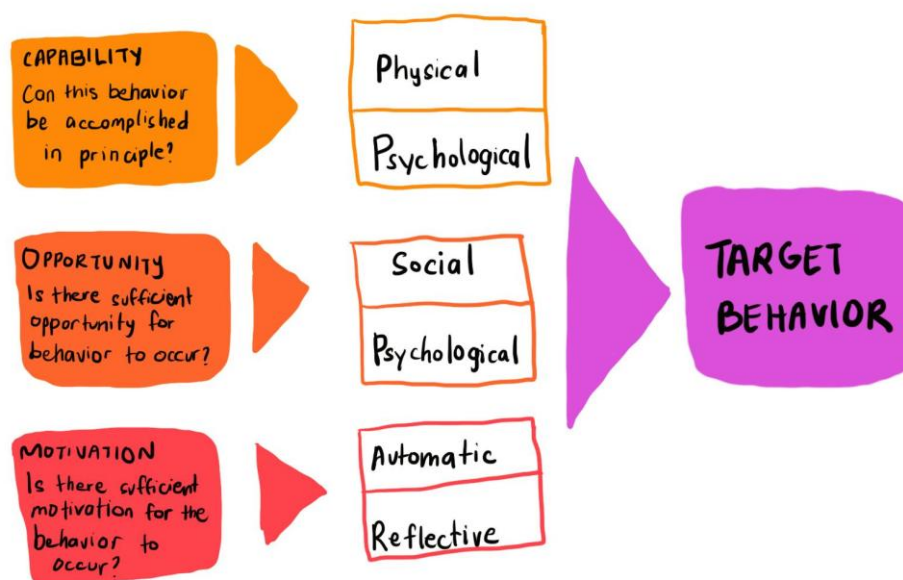 CAPABILITY
Can this behavior
be accomplished
in principle?
Physical
Psychological
OPPORTUNITY
Is there sufficient
opportunity for
behavior to occur?
Social
Psychological
MOTIVATION
Is there sufficient
motivation for the
behavior to
occur?
Automatic
Reflective
TARGET
BEHAVIOR